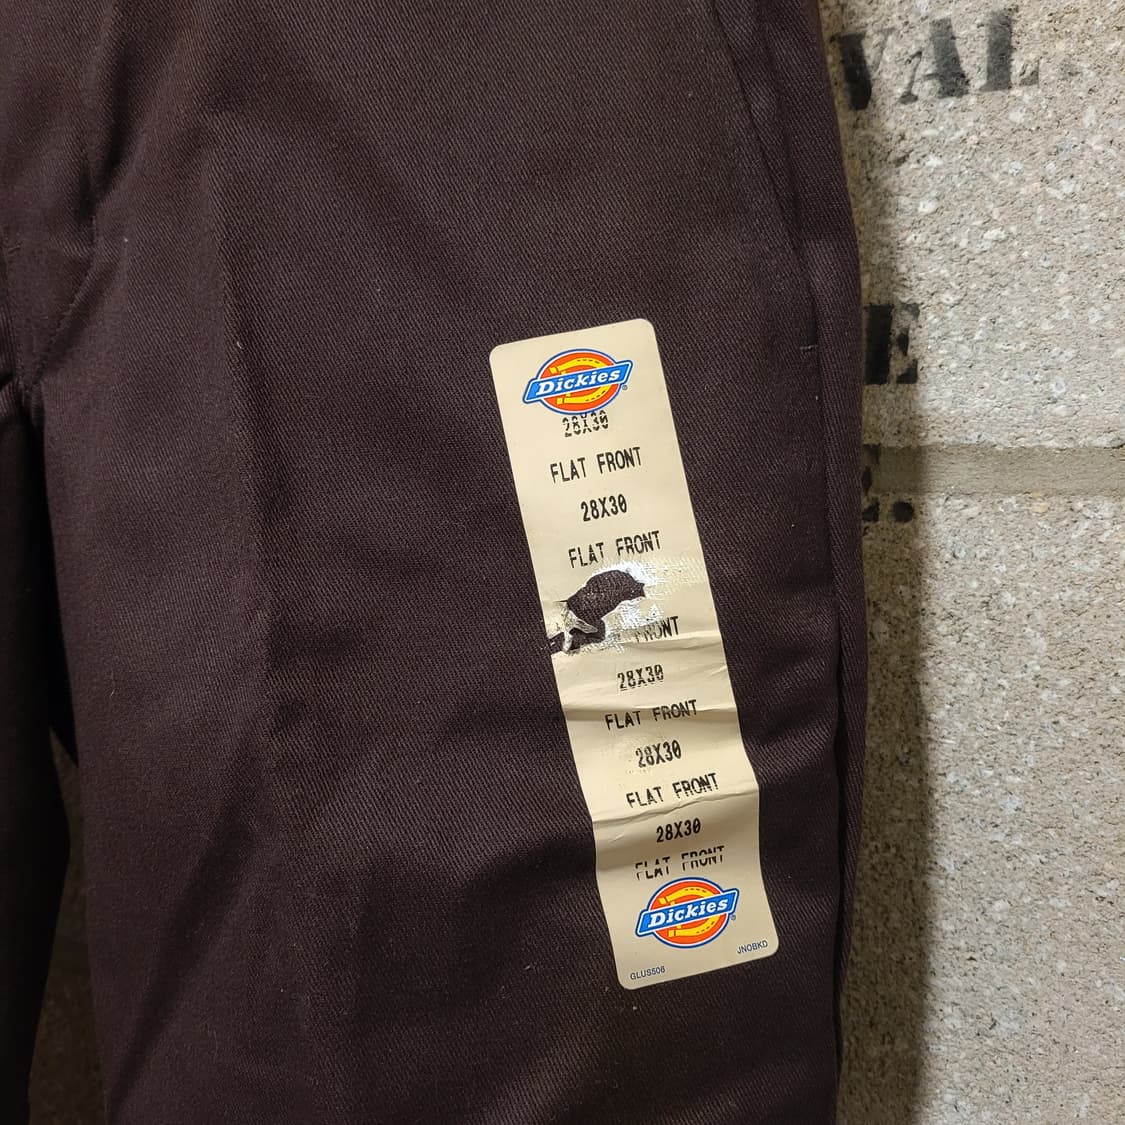 VAL
E
E.
Dickies
28X30
FLAT FRONT
28X30
FLAT FRONT
FRONT
28X30
FLAT FRONT
28X30
FLAT FRONT
28X30
FLAT FRONT
Dickies
GLUS506 JNOBKD